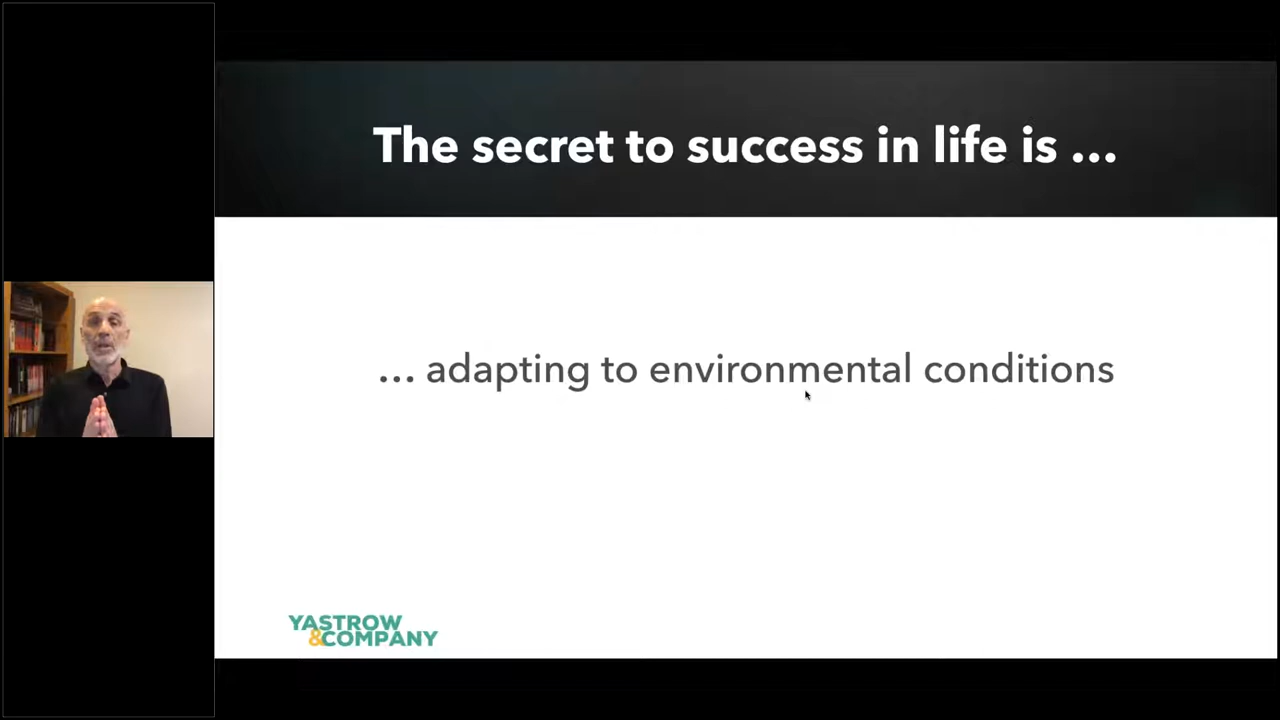 The secret to success in life is ...
... adapting to environmental conditions
YASTROW
&COMPANY